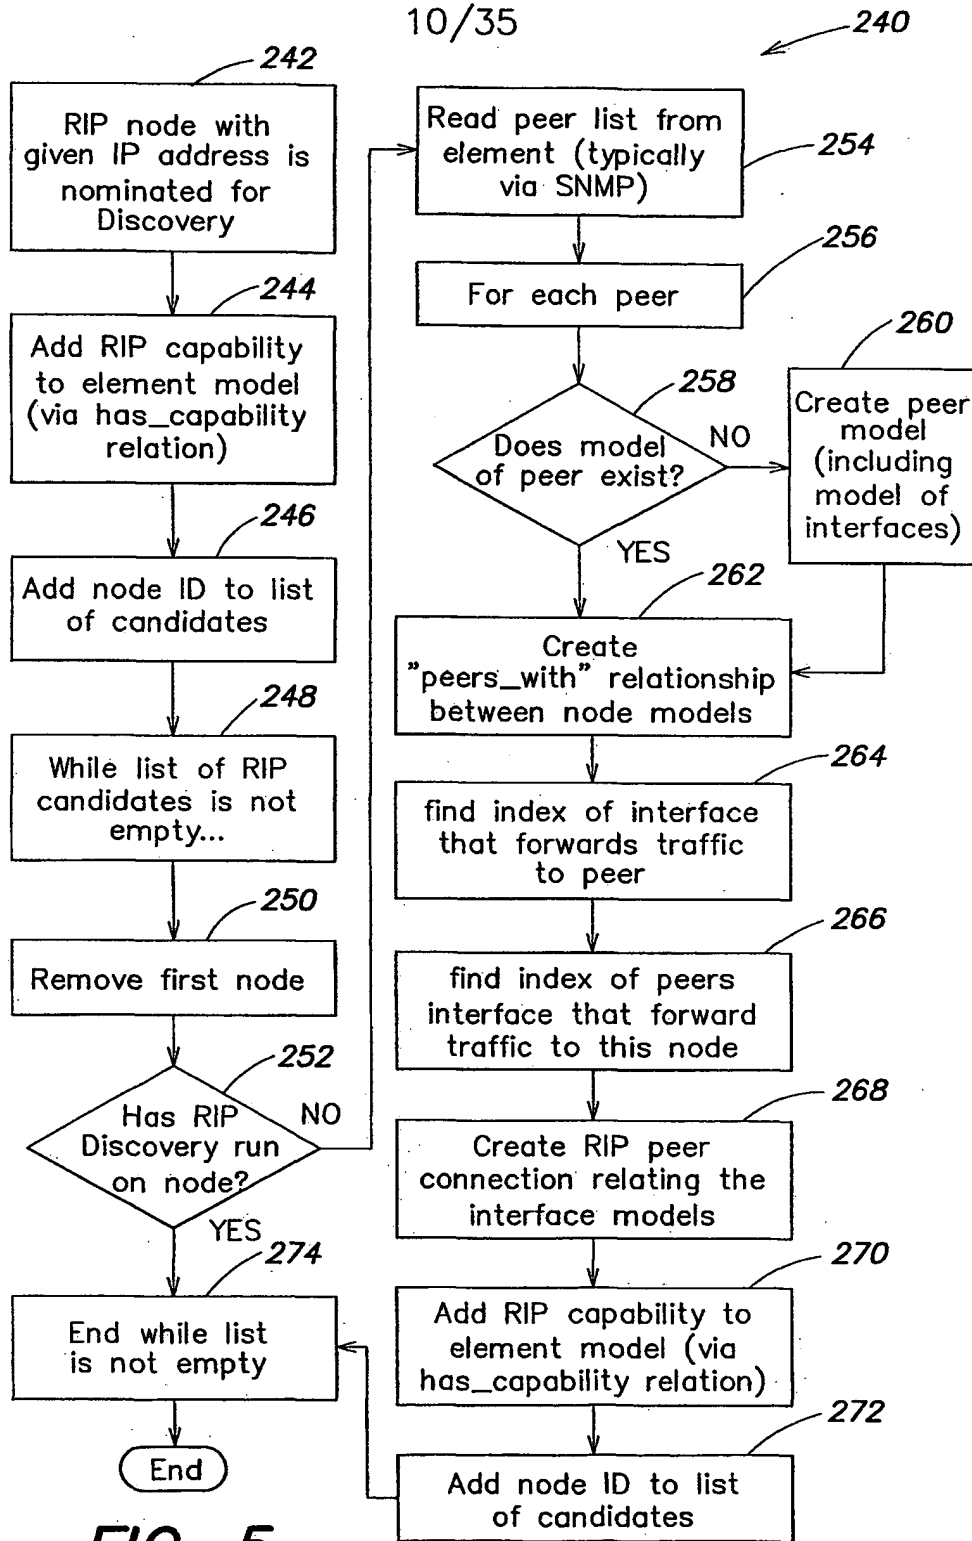 10/35
240
242
RIP node with
given IP address is
nominated for
Discovery
244
Add RIP capability
to element model
(via has_capability
relation)
246
Add node ID to list
of candidates
248
While list of RIP
candidates is not
empty...
250
Remove first node
252
Has RIP
Discovery run
on node?
NO
YES
274
End while list
is not empty
End
254
Read peer list from
element (typically
via SNMP)
256
For each peer
258
Does model
of peer exist?
NO
YES
260
Create peer
model
(including
model of
interfaces)
262
Create
"peers_with" relationship
between node models
264
find index of interface
that forwards traffic
to peer
266
find index of peers
interface that forward
traffic to this node
268
Create RIP peer
connection relating the
interface models
270
Add RIP capability to
element model (via
has_capability relation)
272
Add node ID to list
of candidates
FIG. 5